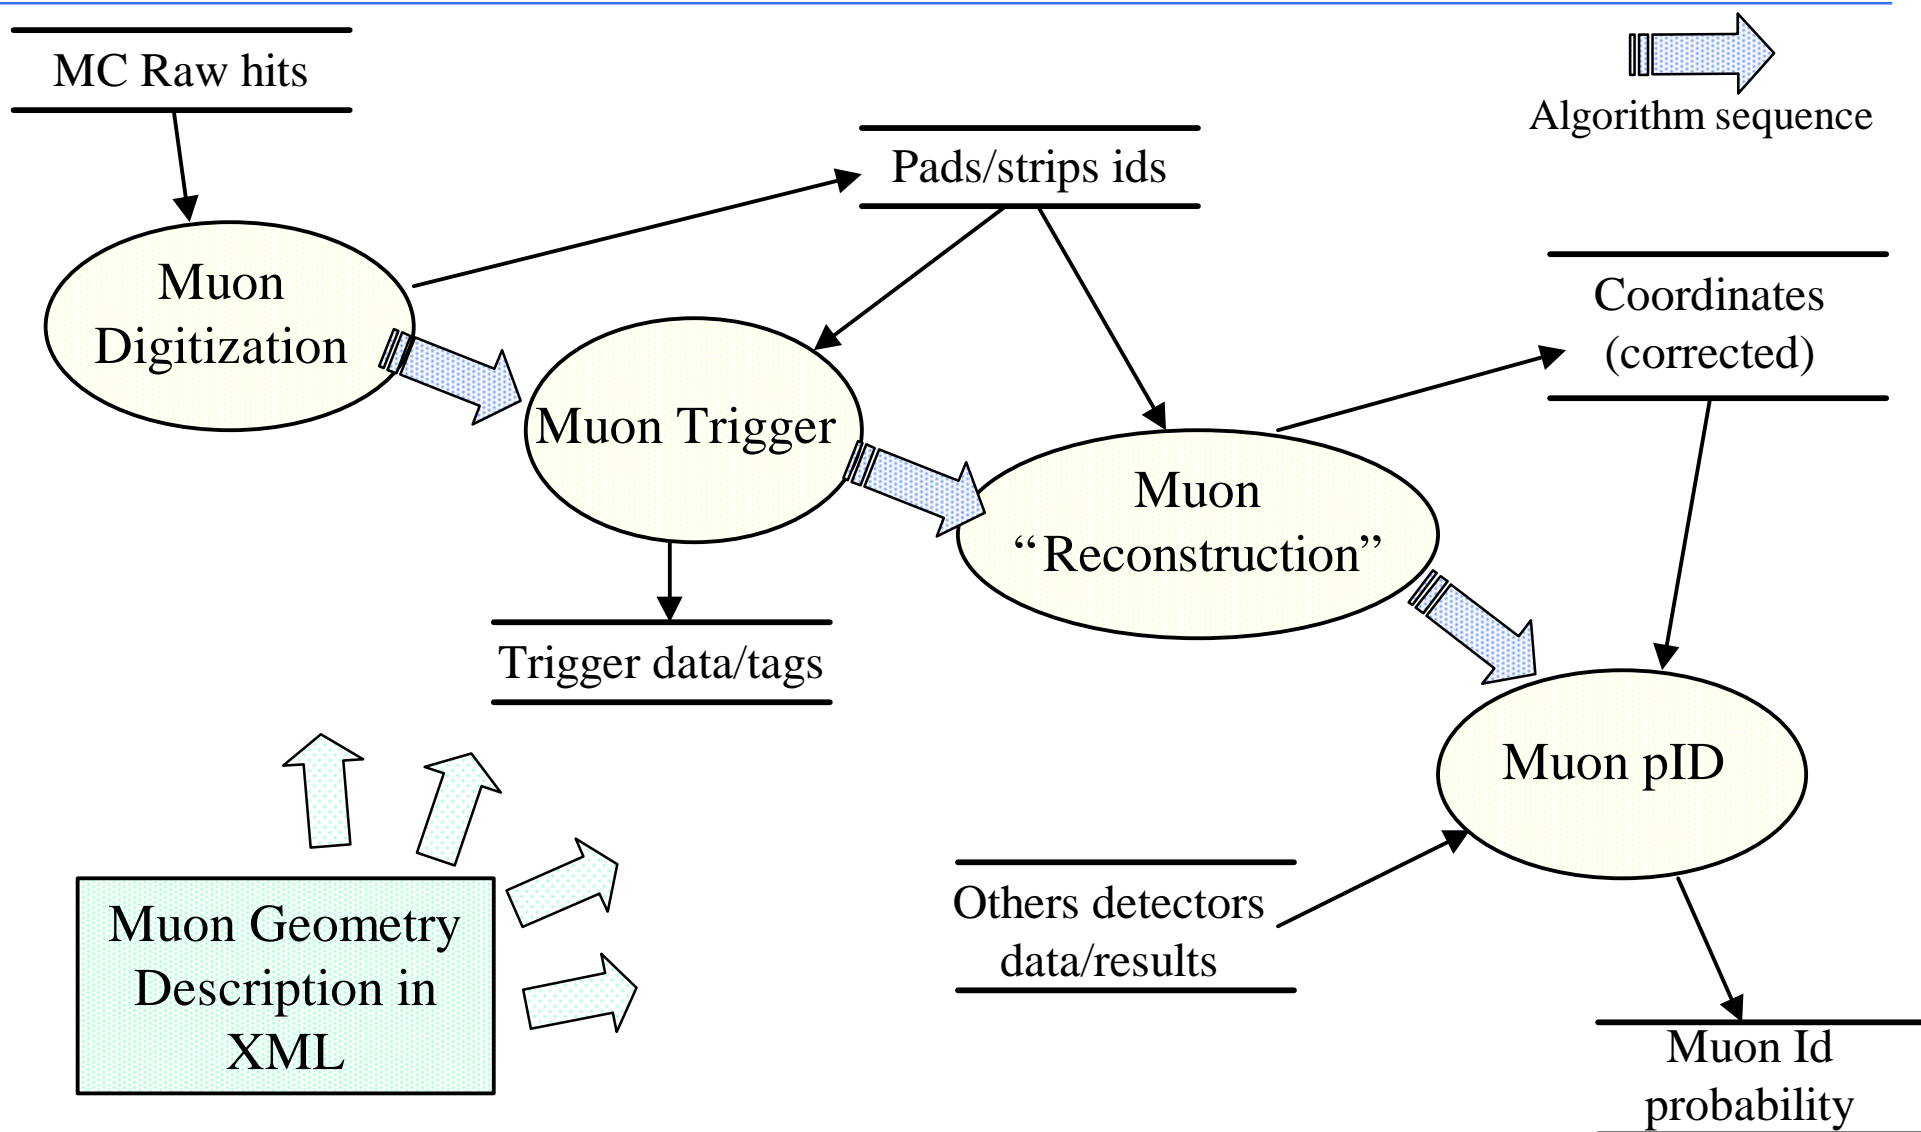 MC Raw hits
Algorithm sequence
Pads/strips ids
Muon
Digitization
Coordinates
(corrected)
Muon Trigger
Muon
“Reconstruction”
Trigger data/tags
Muon pID
Others detectors
data/results
Muon Geometry
Description in
XML
Muon Id
probability